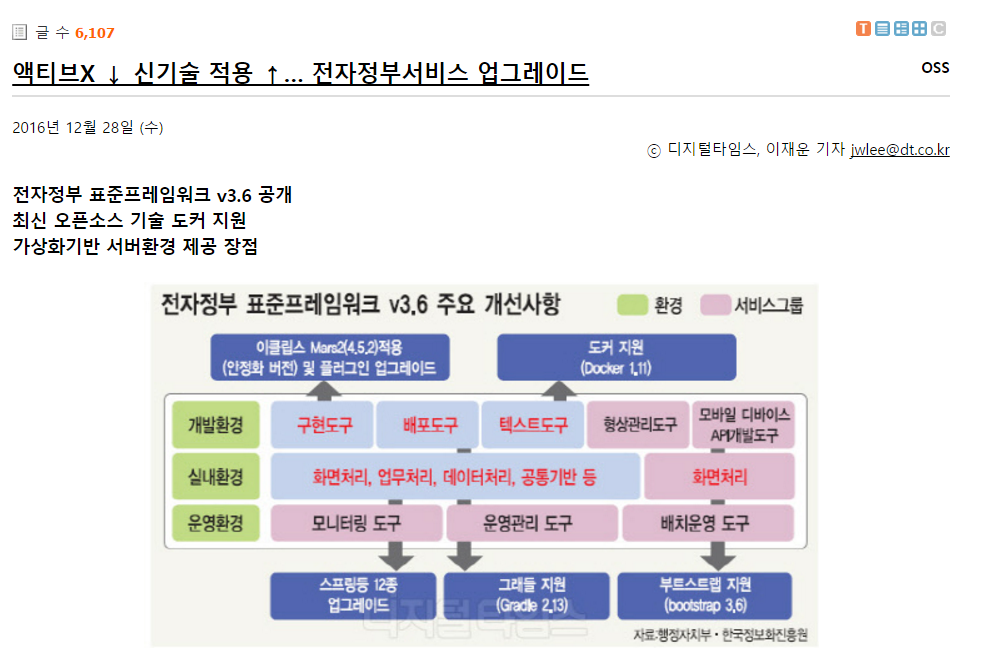 글 수 6,107
T C
액티브X ↓ 신기술 적용 ↑... 전자정부서비스 업그레이드
OSS
2016년 12월 28일 (수)
ⓒ 디지털타임스, 이재운 기자 jwlee@dt.co.kr
전자정부 표준프레임워크 v3.6 공개
최신 오픈소스 기술 도커 지원
가상화기반 서버환경 제공 장점
전자정부 표준프레임워크 v3.6 주요 개선사항
환경 서비스그룹
이클립스 Mars2(4.5.2)적용
(안정화 버전) 및 플러그인 업그레이드
도커 지원
(Docker 1.11)
개발환경 구현도구 배포도구 텍스트도구 형상관리도구 모바일 디바이스
API개발도구
실내환경 화면처리, 업무처리, 데이터처리, 공통기반 등 화면처리
운영환경 모니터링 도구 운영관리 도구 배치운영 도구
스프링등 12종
업그레이드
그래들 지원
(Gradle 2.13)
부트스트랩 지원
(bootstrap 3.6)
디지털타임스
자료:행정자치부·한국정보화진흥원